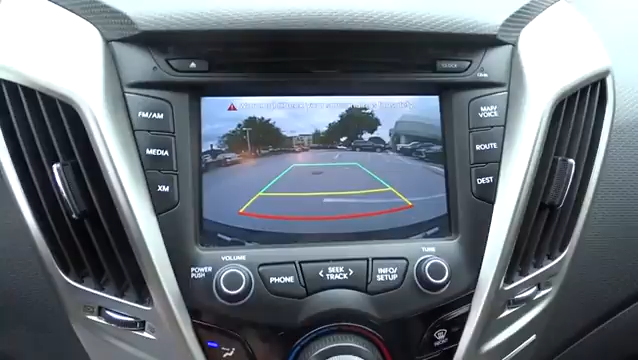 CLOCK
FM/AM
MEDIA
XM
MAP/
VOICE
ROUTE
DEST
VOLUME
POWER
PUSH
PHONE
SEEK
TRACK
INFO/
SETUP
TUNE